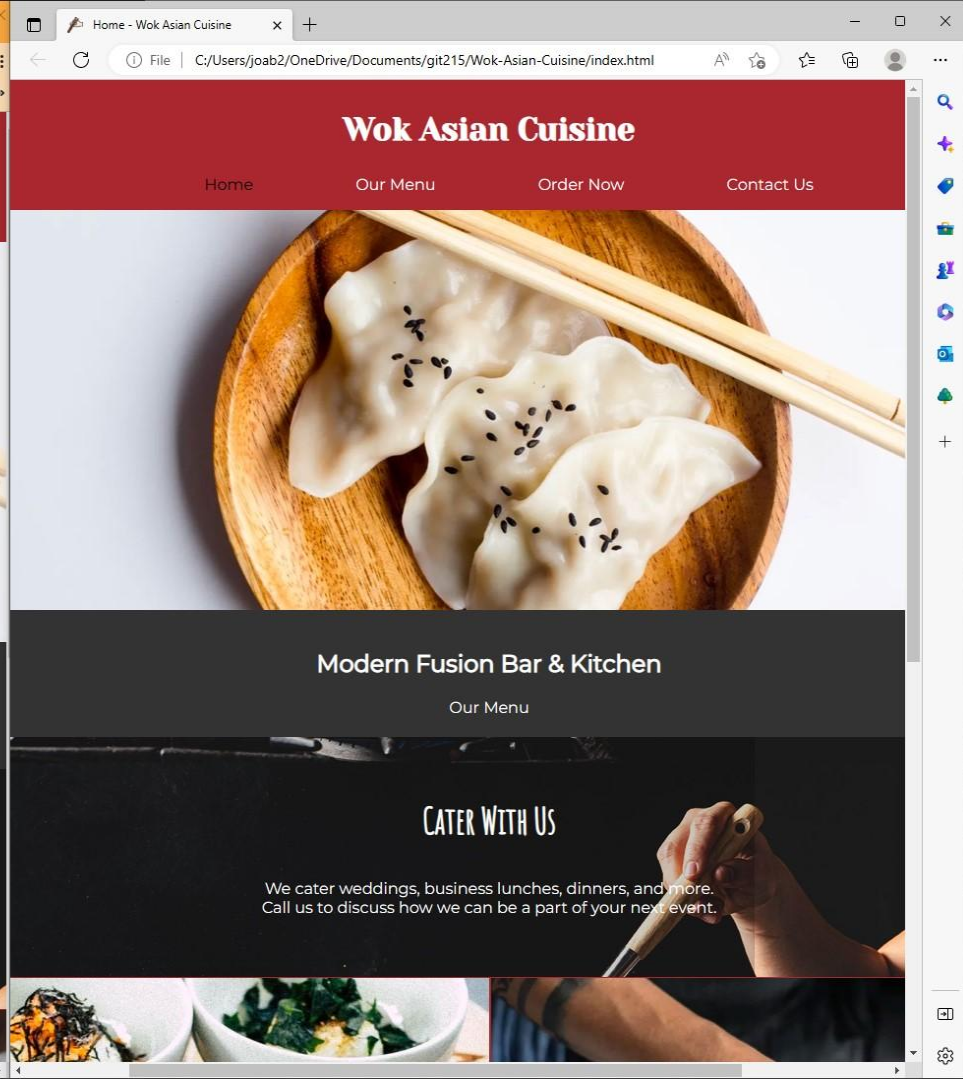 Home - Wok Asian Cuisine
File C:/Users/joab2/OneDrive/Documents/git215/Wok-Asian-Cuisine/index.html
Wok Asian Cuisine
Home Our Menu Order Now Contact Us
Modern Fusion Bar & Kitchen
Our Menu
Cater With Us
We cater weddings, business lunches, dinners, and more.
Call us to discuss how we can be a part of your next event.